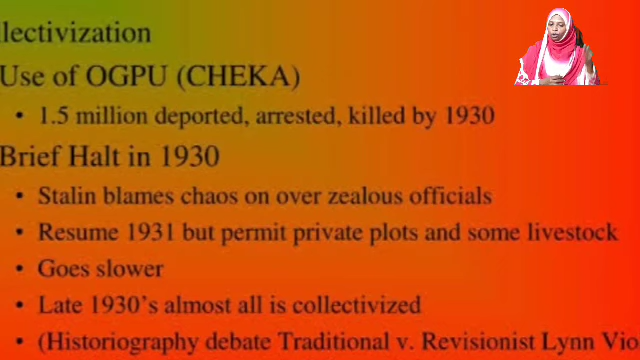 llectivization
Use of OGPU (CHEKA)
• 1.5 million deported, arrested, killed by 1930
Brief Halt in 1930
• Stalin blames chaos on over zealous officials
• Resume 1931 but permit private plots and some livestock
• Goes slower
• Late 1930's almost all is collectivized
• (Historiography debate Traditional v. Revisionist Lynn Vio